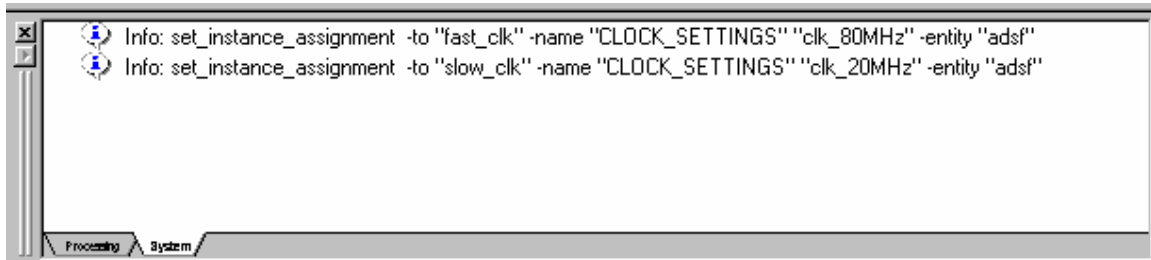 Info: set_instance_assignment -to "fast_clk" -name "CLOCK_SETTINGS" "clk_80MHz" -entity "adsf"
Info: set_instance_assignment -to "slow_clk" -name "CLOCK_SETTINGS" "clk_20MHz" -entity "adsf"
Processing System